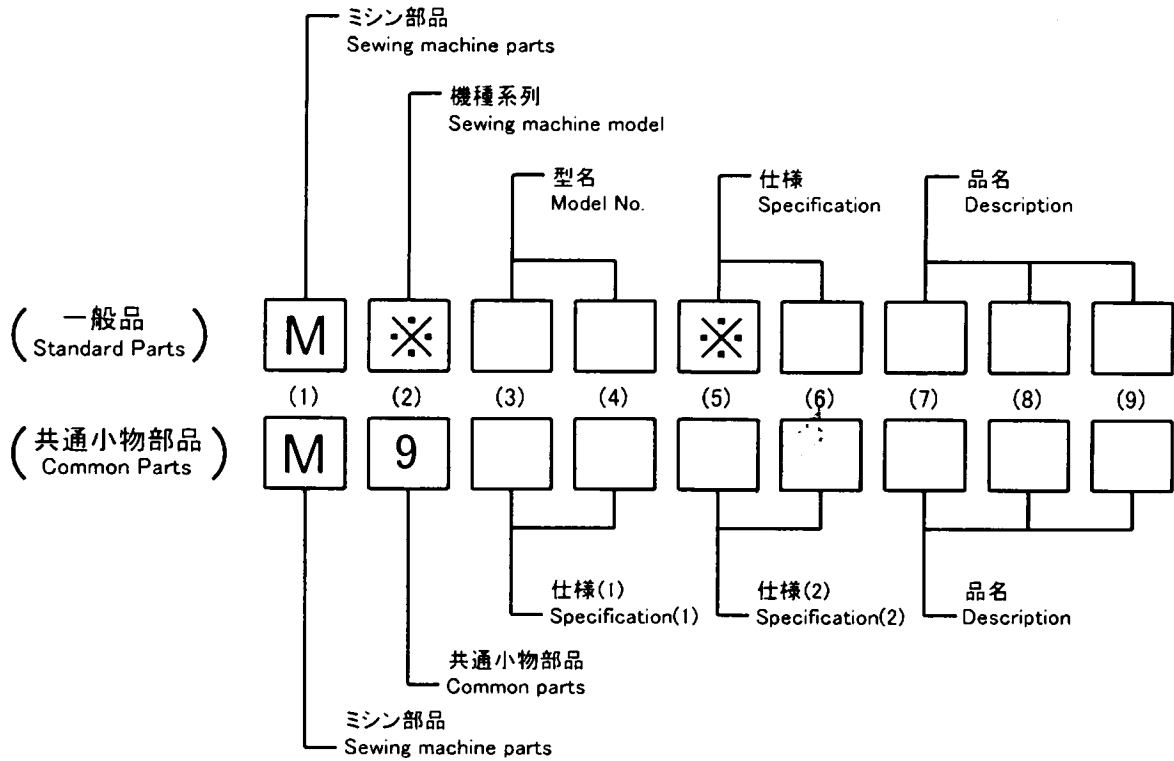 ミシン部品
Sewing machine parts
機種系列
Sewing machine model
型名
Model No.
仕様
Specification
品名
Description
(一般品
Standard Parts)
M ※ ※
(1) (2) (3) (4) (5) (6) (7) (8) (9)
(共通小物部品
Common Parts)
M 9
仕様(1)
Specification(1)
仕様(2)
Specification(2)
品名
Description
共通小物部品
Common parts
ミシン部品
Sewing machine parts